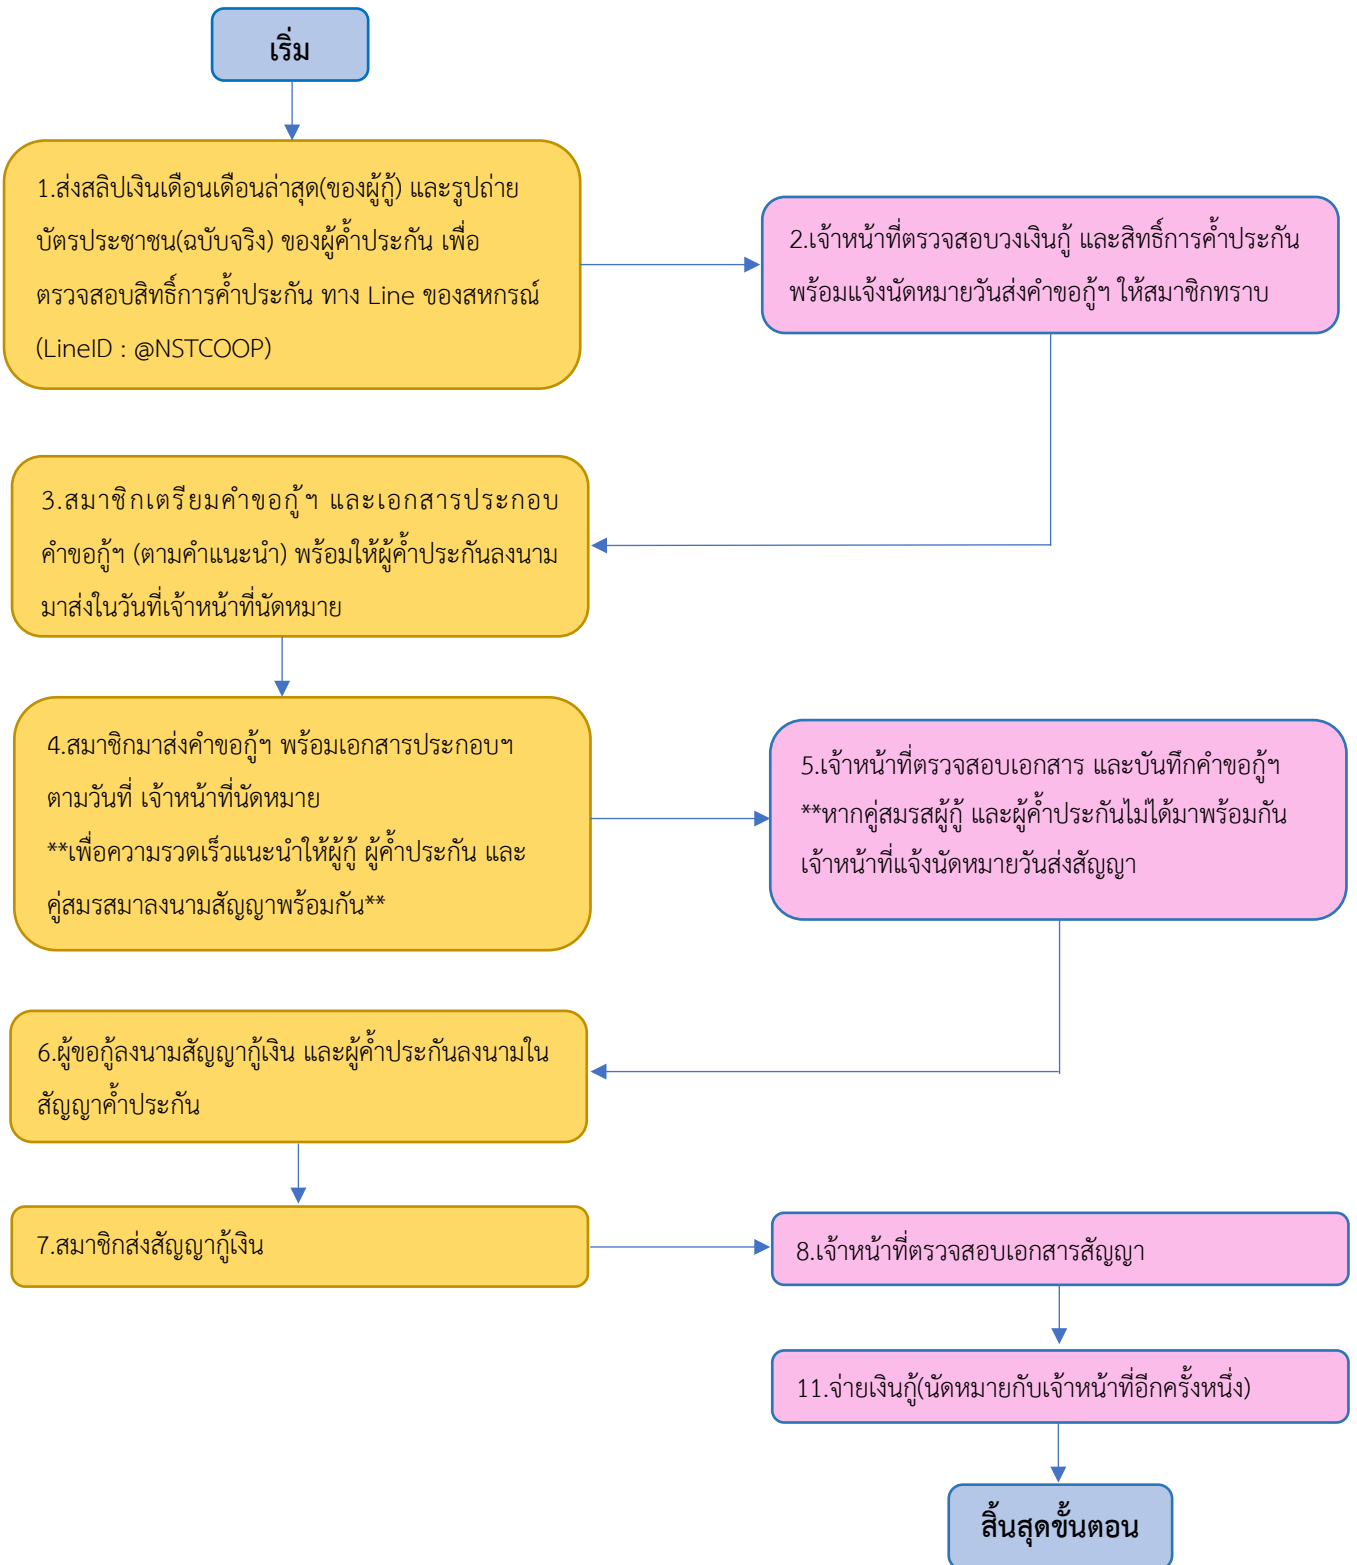 เริ่ม
1.ส่งสลิปเงินเดือนเดือนล่าสุด(ของผู้กู้) และรูปถ่าย
บัตรประชาชน(ฉบับจริง) ของผู้ค้ำประกัน เพื่อ
ตรวจสอบสิทธิ์การค้ำประกัน ทาง Line ของสหกรณ์
(LineID : @NSTCOOP)
2.เจ้าหน้าที่ตรวจสอบวงเงินกู้ และสิทธิ์การค้ำประกัน
พร้อมแจ้งนัดหมายวันส่งคำขอกู้ฯ ให้สมาชิกทราบ
3.สมาชิกเตรียมคำขอกู้ฯ และเอกสารประกอบ
คำขอกู้ฯ (ตามคำแนะนำ) พร้อมให้ผู้ค้ำประกันลงนาม
มาส่งในวันที่เจ้าหน้าที่นัดหมาย
4.สมาชิกมาส่งคำขอกู้ฯ พร้อมเอกสารประกอบฯ
ตามวันที่ เจ้าหน้าที่นัดหมาย
**เพื่อความรวดเร็วแนะนำให้ผู้กู้ ผู้ค้ำประกัน และ
คู่สมรสมาลงนามสัญญาพร้อมกัน**
5.เจ้าหน้าที่ตรวจสอบเอกสาร และบันทึกคำขอกู้ฯ
**หากคู่สมรสผู้กู้ และผู้ค้ำประกันไม่ได้มาพร้อมกัน
เจ้าหน้าที่แจ้งนัดหมายวันส่งสัญญา
6.ผู้ขอกู้ลงนามสัญญากู้เงิน และผู้ค้ำประกันลงนามใน
สัญญาค้ำประกัน
7.สมาชิกส่งสัญญากู้เงิน
8.เจ้าหน้าที่ตรวจสอบเอกสารสัญญา
11.จ่ายเงินกู้(นัดหมายกับเจ้าหน้าที่อีกครั้งหนึ่ง)
สิ้นสุดขั้นตอน